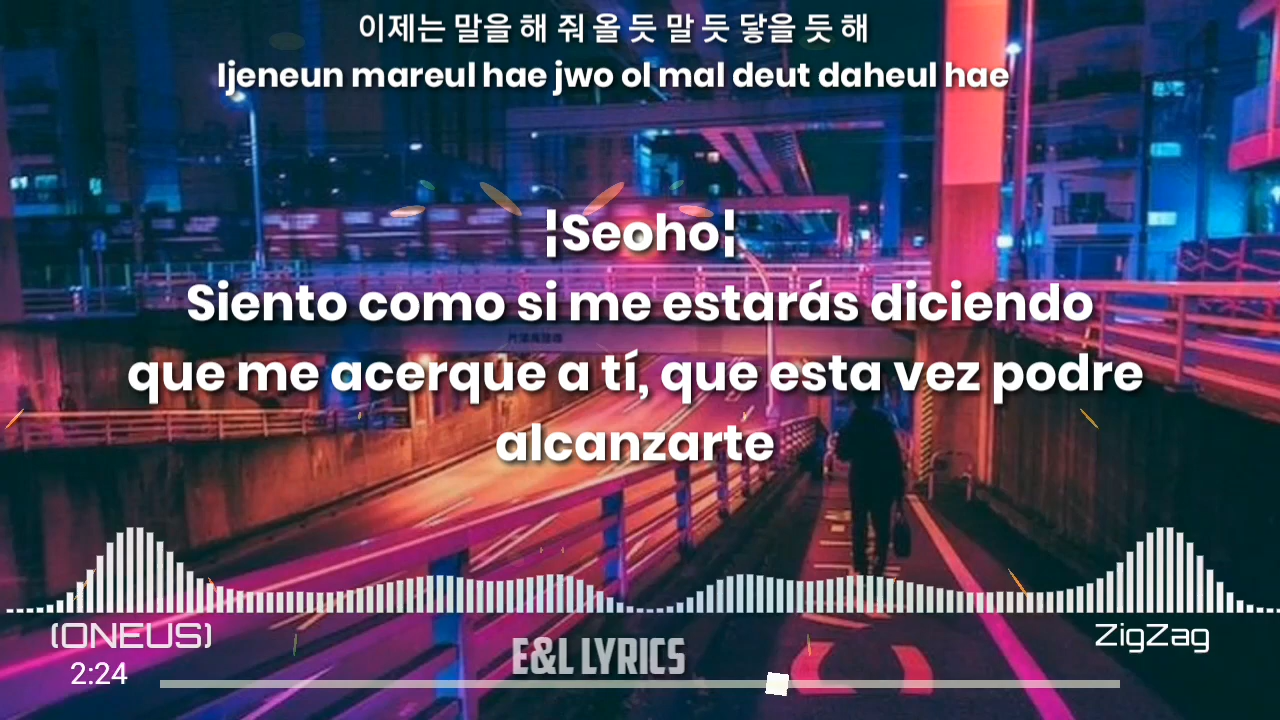 이제는 말을 해 줘 올 듯 말 듯 닿을 듯 해
Ijeneun mareul hae jwo ol mal deut daheul hae
¦Seoho¦
Siento como si me estarás diciendo
que me acerque a tí, que esta vez podre
alcanzarte
(ONEUS)
ZigZag
2:24
E&L LYRICS